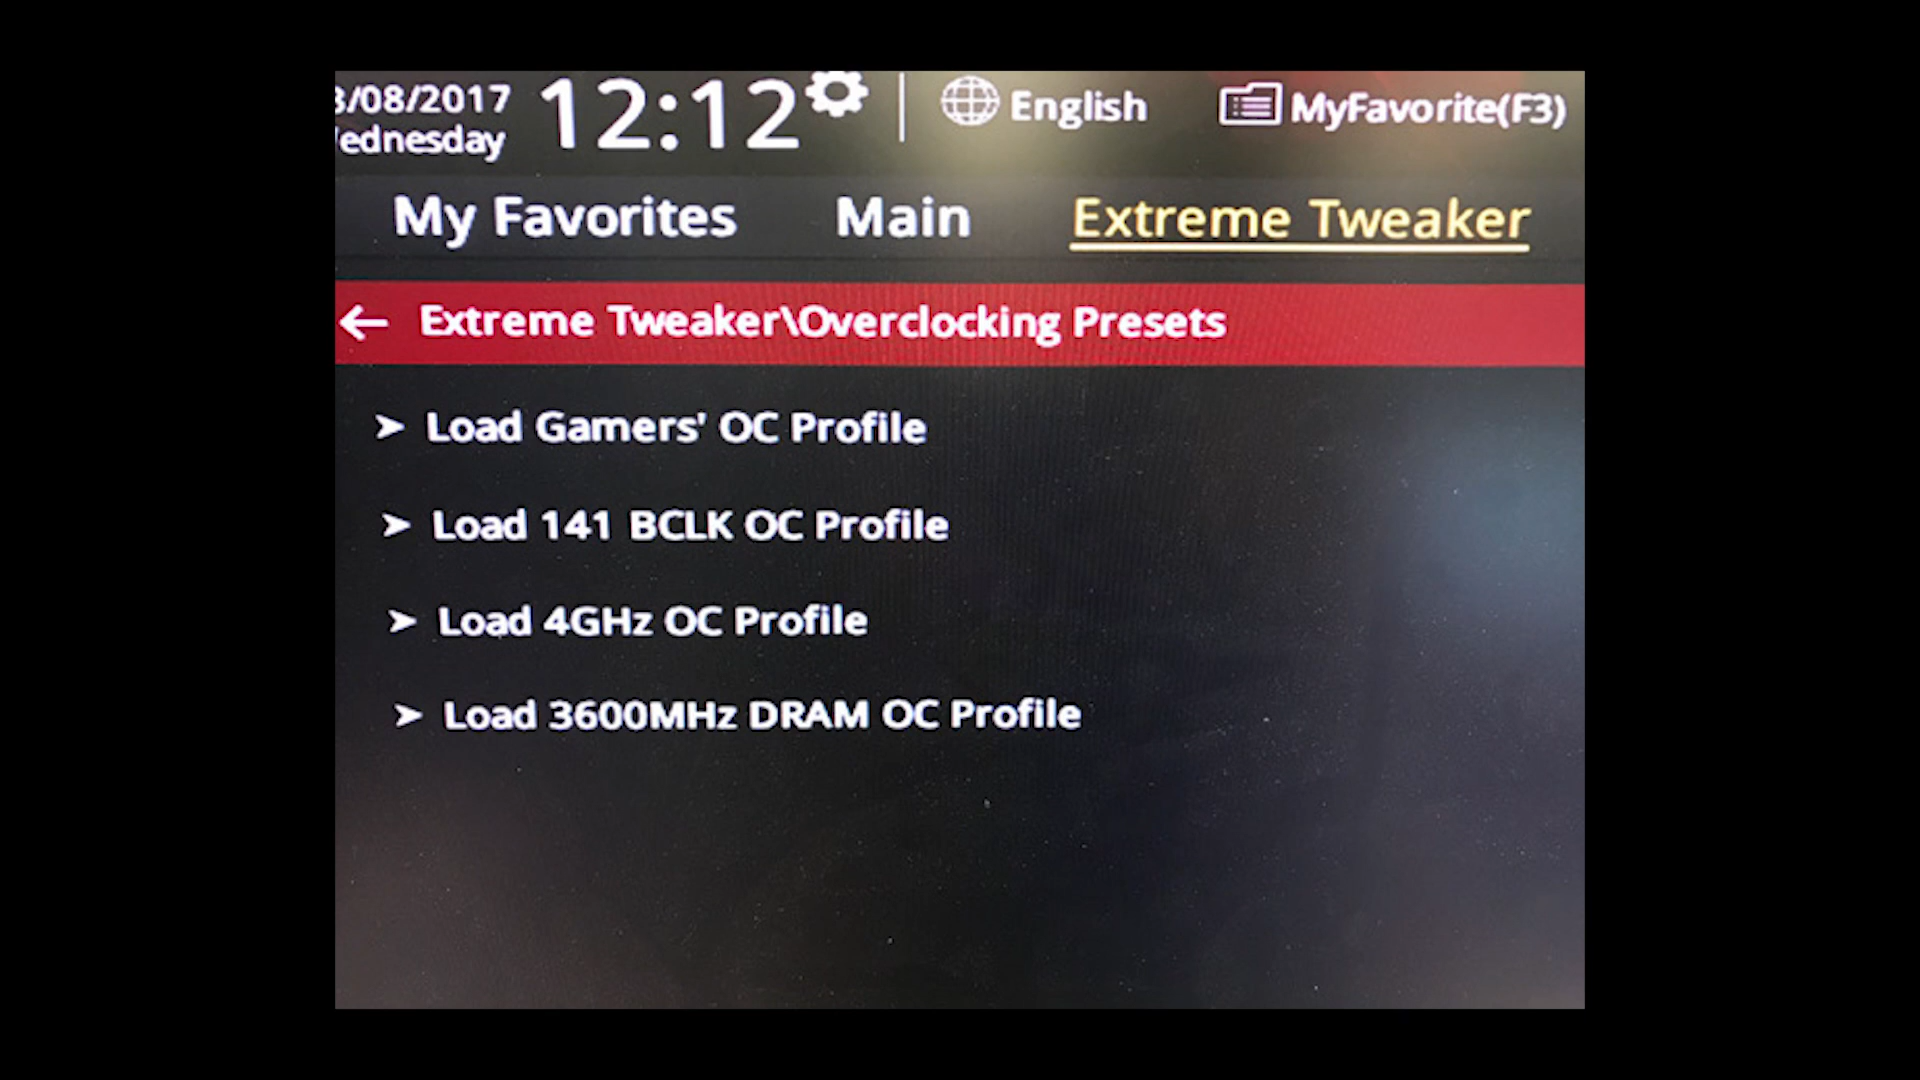 /08/2017
ednesday
12:12
English
MyFavorite(F3)
My Favorites
Main
Extreme Tweaker
Extreme Tweaker\Overclocking Presets
Load Gamers' OC Profile
Load 141 BCLK OC Profile
Load 4GHz OC Profile
Load 3600MHz DRAM OC Profile